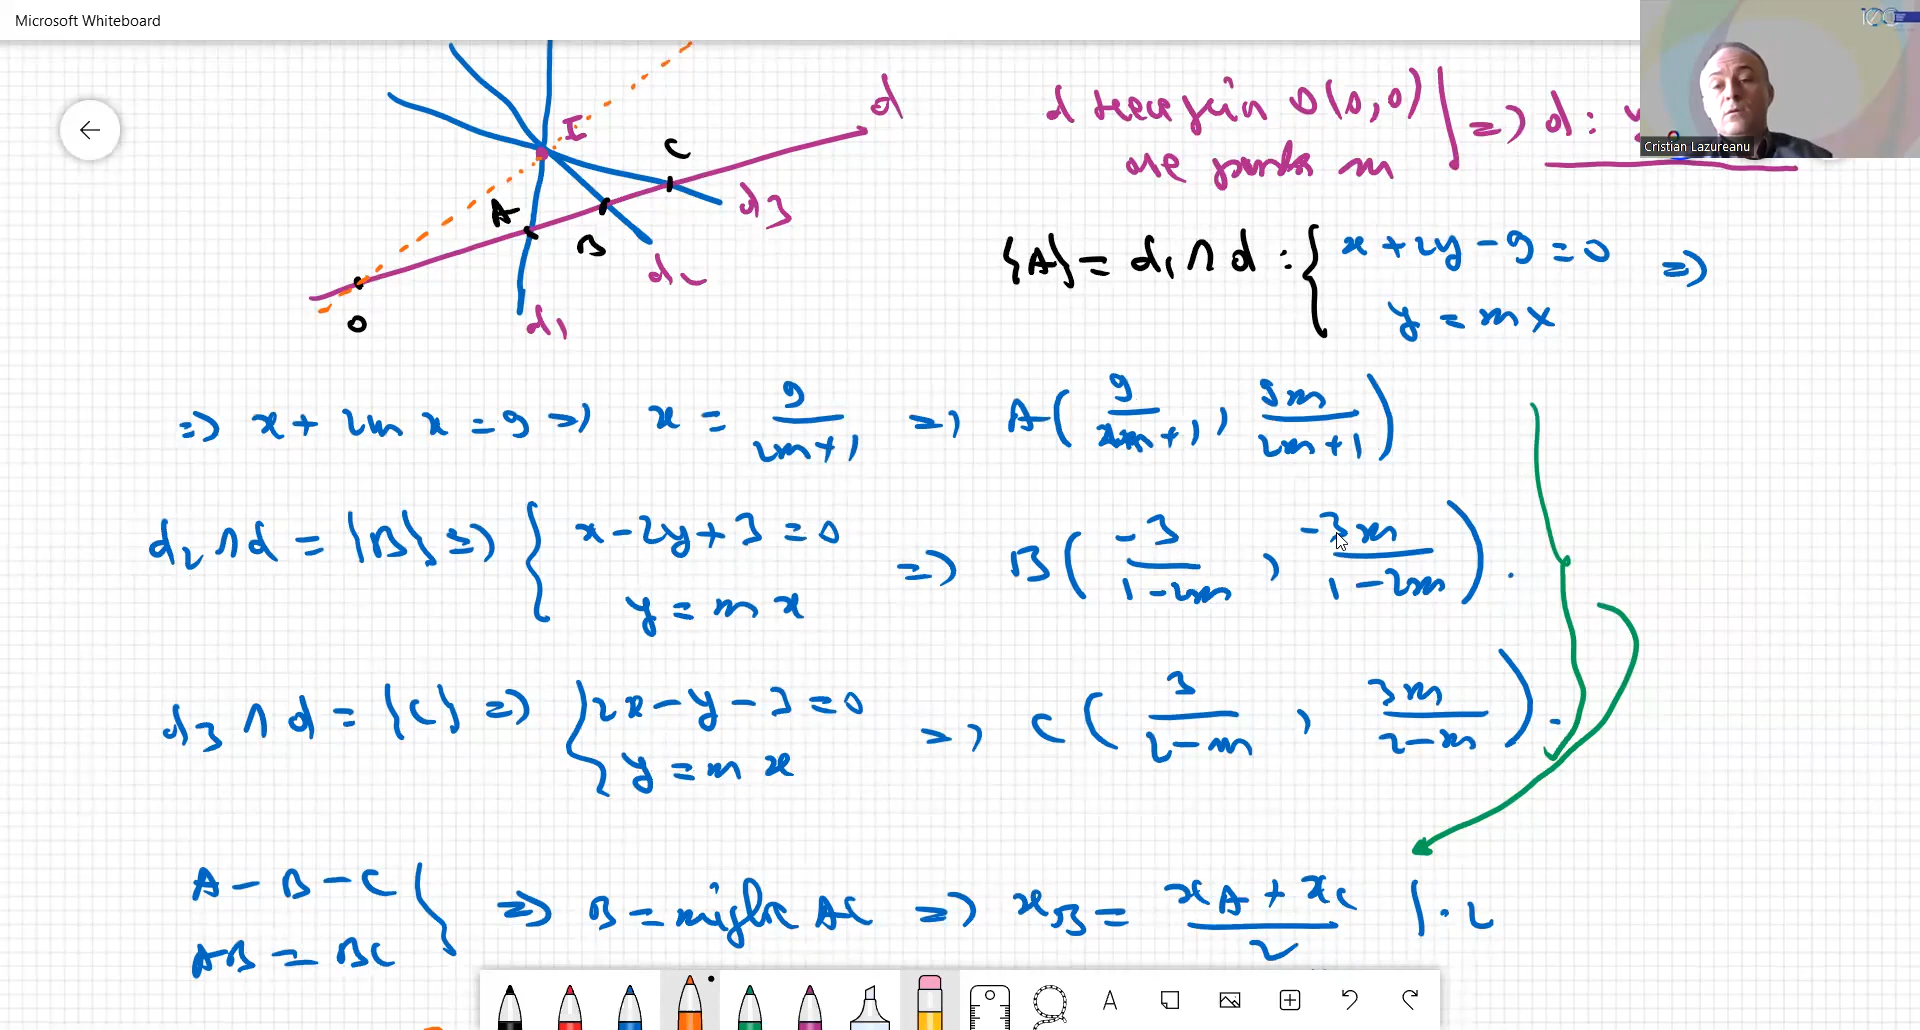 Microsoft Whiteboard
Cristian Lazureanu
d
I
C
A
B
d3
d2
d1
O
d trece prin O(0,0)
are panta m
=> d: y
{A} = d1 ∩ d : { x + 2y - 9 = 0 =>
y = mx
=> x + 2m x = 9 => x = 9/(2m+1) => A( 9/(2m+1) , 9m/(2m+1) )
d2 ∩ d = {B} => { x - 2y + 3 = 0
y = m x
=> B( -3/(1-2m) , -3m/(1-2m) ) .
d3 ∩ d = {C} => { 2x - y - 3 = 0
y = m x
=> C( 3/(2-m) , 3m/(2-m) ) .
A - B - C
AB = BC
} => B = mijloc AC => xB = (xA + xC)/2 | · 2